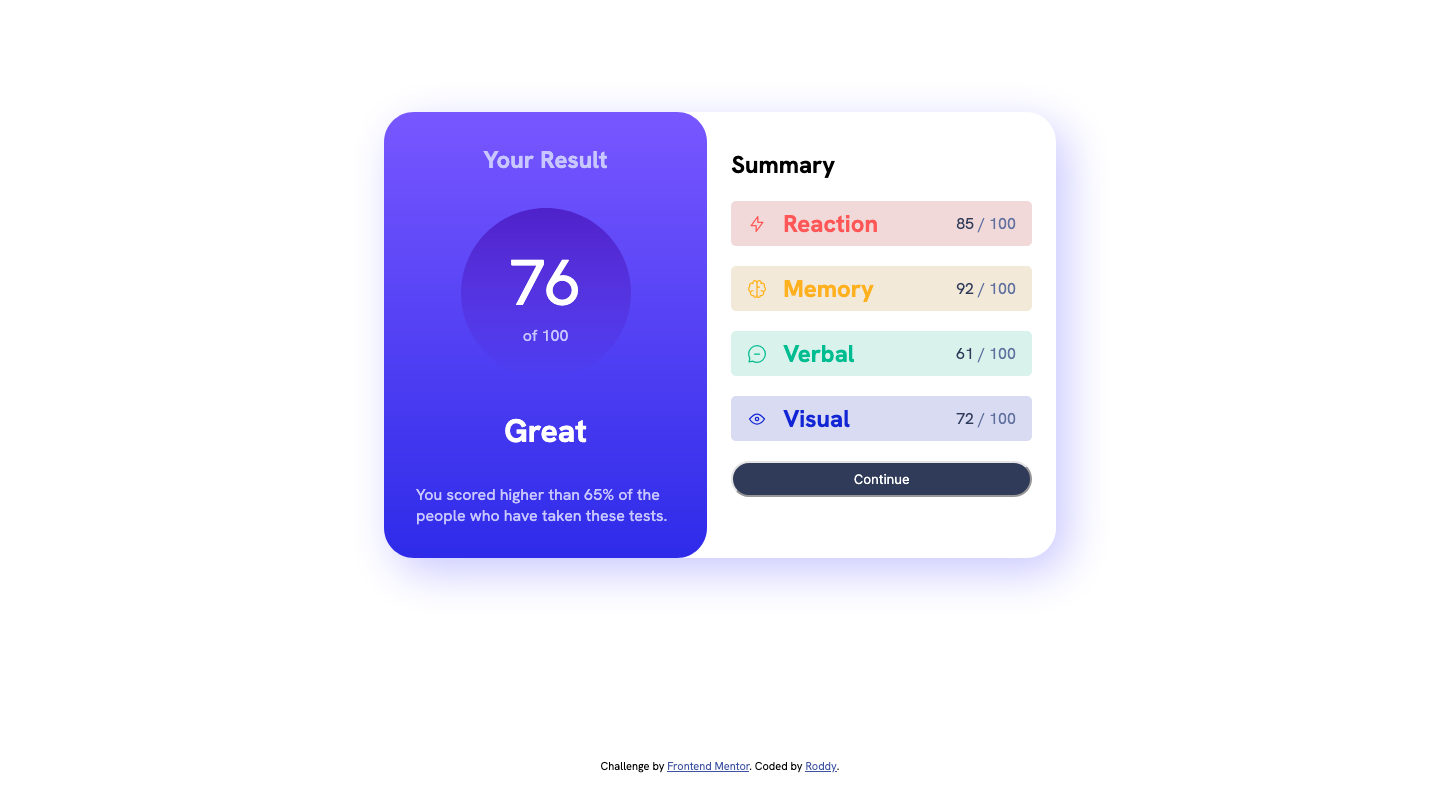 Your Result
76
of 100
Great
You scored higher than 65% of the
people who have taken these tests.
Summary
Reaction 85 / 100
Memory 92 / 100
Verbal 61 / 100
Visual 72 / 100
Continue
Challenge by Frontend Mentor. Coded by Roddy.